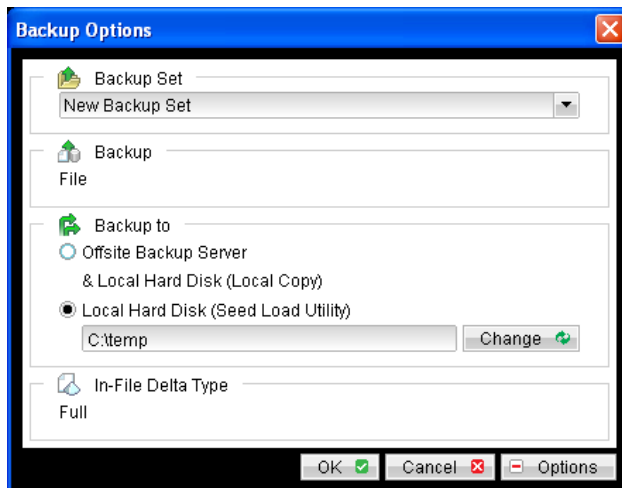 Backup Options
Backup Set
New Backup Set
Backup
File
Backup to
Offsite Backup Server
& Local Hard Disk (Local Copy)
Local Hard Disk (Seed Load Utility)
C:\temp
Change
In-File Delta Type
Full
OK Cancel Options